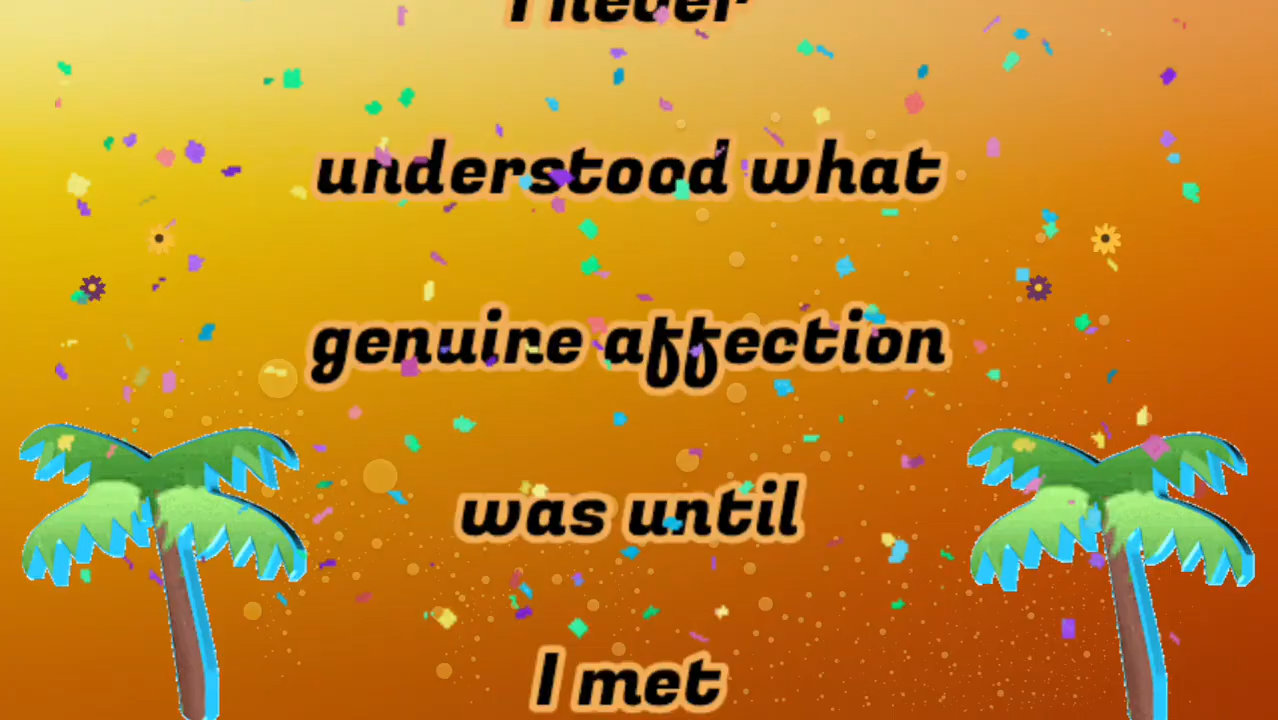 I never
understood what
genuine affection
was until
I met